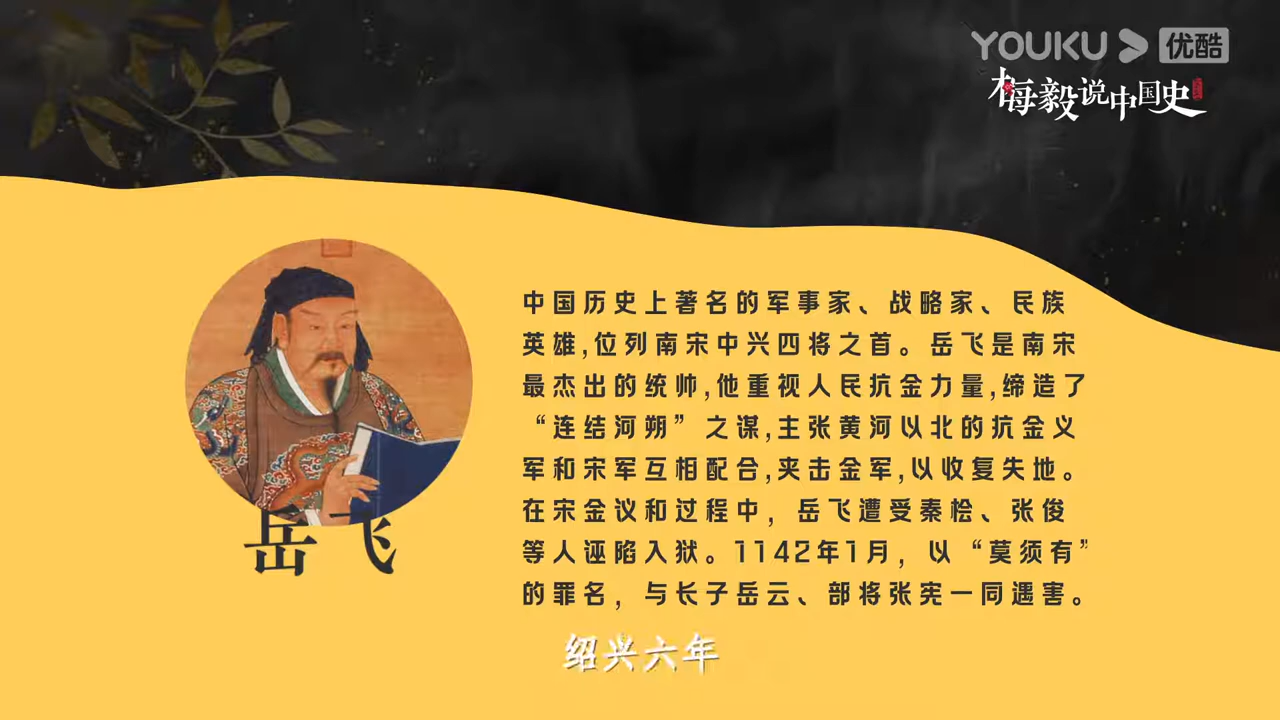 YOUKU 优酷
梅毅说中国史
中国历史上著名的军事家、战略家、民族
英雄,位列南宋中兴四将之首。岳飞是南宋
最杰出的统帅,他重视人民抗金力量,缔造了
“连结河朔”之谋,主张黄河以北的抗金义
军和宋军互相配合,夹击金军,以收复失地。
在宋金议和过程中，岳飞遭受秦桧、张俊
等人诬陷入狱。1142年1月，以“莫须有”
的罪名，与长子岳云、部将张宪一同遇害。
岳飞
绍兴六年